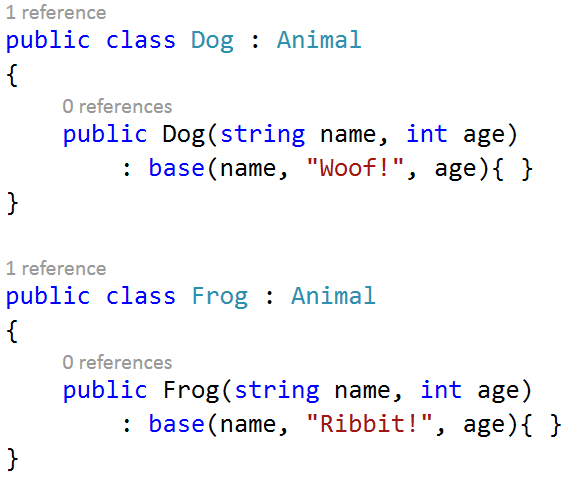 1 reference
public class Dog : Animal
{
0 references
public Dog(string name, int age)
: base(name, "Woof!", age){ }
}
1 reference
public class Frog : Animal
{
0 references
public Frog(string name, int age)
: base(name, "Ribbit!", age){ }
}